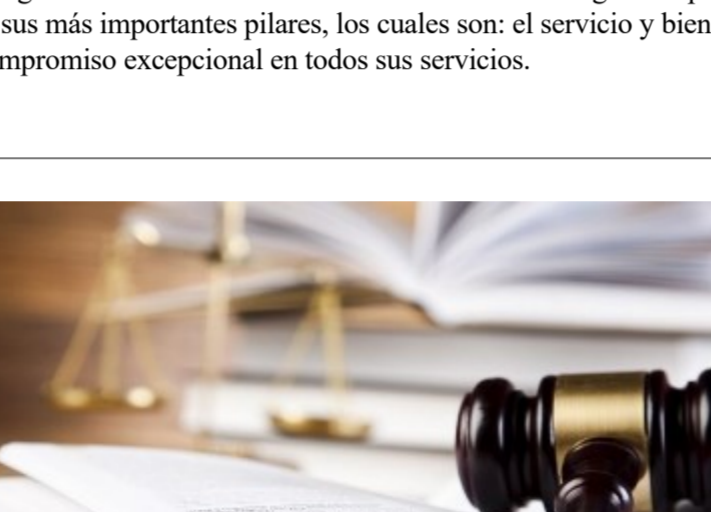 sus más importantes pilares, los cuales son: el servicio y bien
mpromiso excepcional en todos sus servicios.